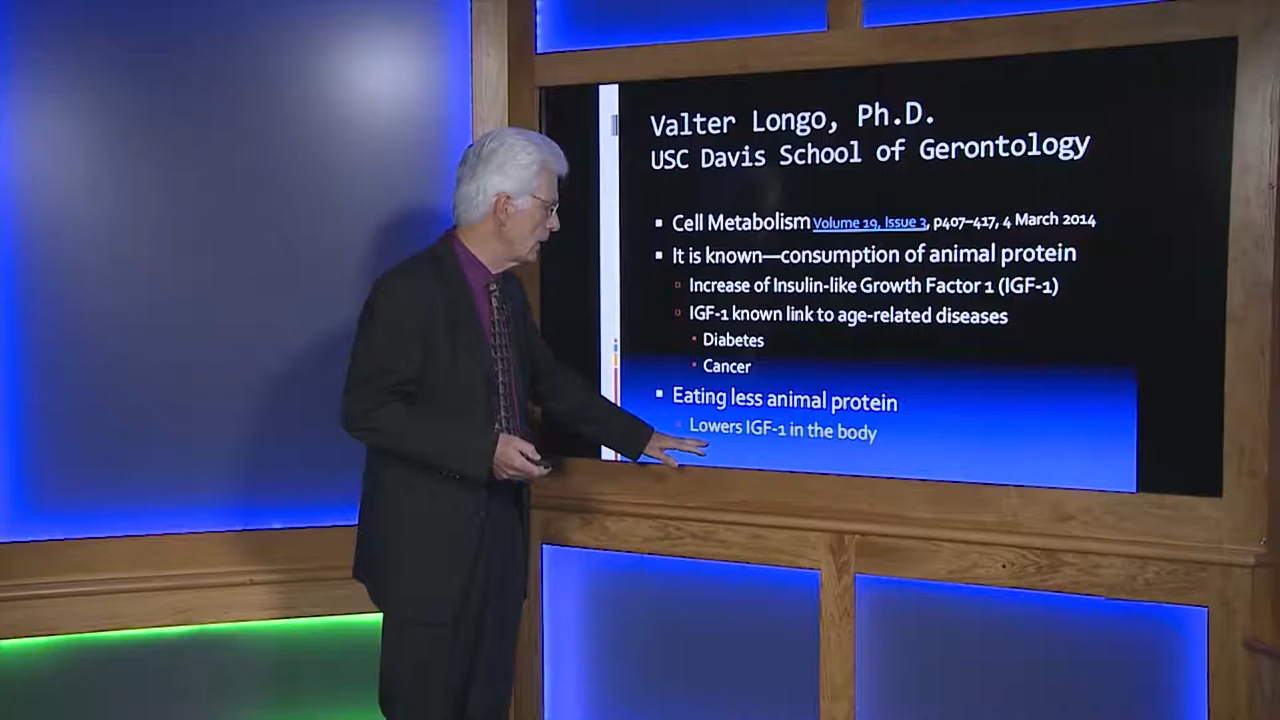 Valter Longo, Ph.D.
USC Davis School of Gerontology
Cell Metabolism Volume 19, Issue 3, p407–417, 4 March 2014
It is known—consumption of animal protein
Increase of Insulin-like Growth Factor 1 (IGF-1)
IGF-1 known link to age-related diseases
Diabetes
Cancer
Eating less animal protein
Lowers IGF-1 in the body